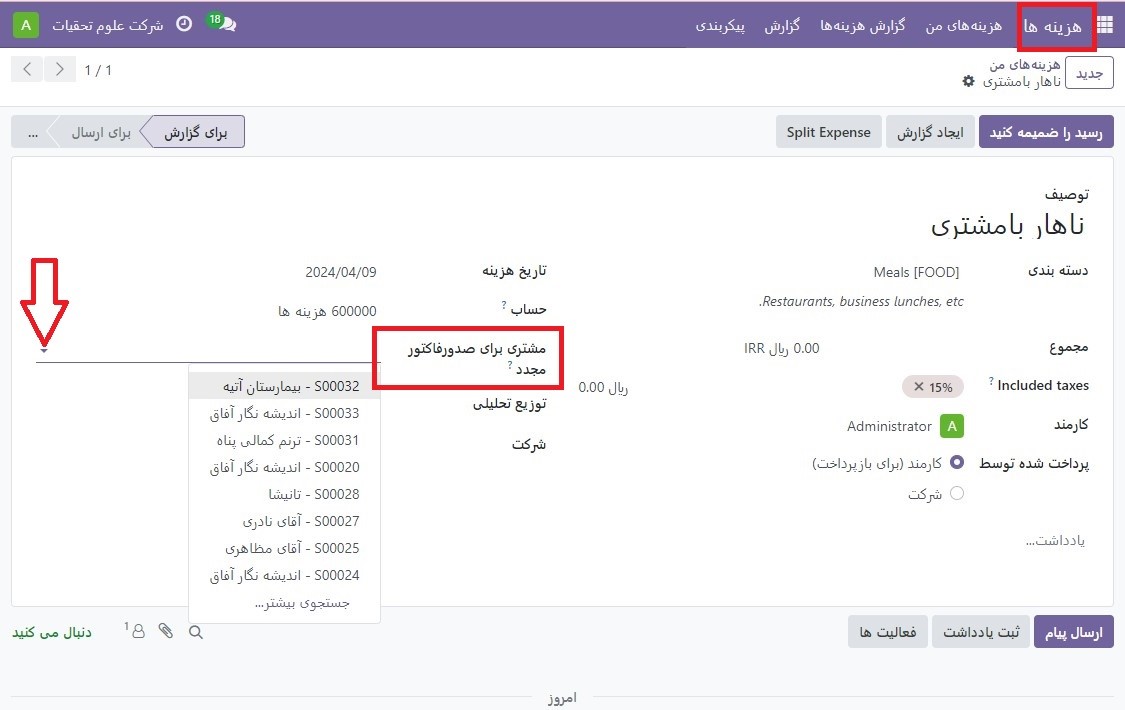 هزینه ها
هزینه‌های من
گزارش هزینه‌ها
گزارش
پیکربندی
18
شرکت علوم تحقیات
A
جدید
هزینه‌های من
ناهار بامشتری
1 / 1
رسید را ضمیمه کنید
ایجاد گزارش
Split Expense
برای گزارش
برای ارسال
...
توصیف
ناهار بامشتری
دسته بندی
Meals [FOOD]
Restaurants, business lunches, etc.
مجموع
0.00 ریال IRR
Included taxes ?
15% ✕
ریال 0.00
کارمند
A Administrator
پرداخت شده توسط
کارمند (برای بازپرداخت)
شرکت
یادداشت...
تاریخ هزینه
2024/04/09
حساب ?
600000 هزینه ها
مشتری برای صدورفاکتور
مجدد ?
توزیع تحلیلی
شرکت
S00032 - بیمارستان آتیه
S00033 - اندیشه نگار آفاق
S00031 - ترنم کمالی پناه
S00020 - اندیشه نگار آفاق
S00028 - تانیشا
S00027 - آقای نادری
S00025 - آقای مظاهری
S00024 - اندیشه نگار آفاق
جستجوی بیشتر...
ارسال پیام
ثبت یادداشت
فعالیت ها
1
دنبال می کنید
امروز